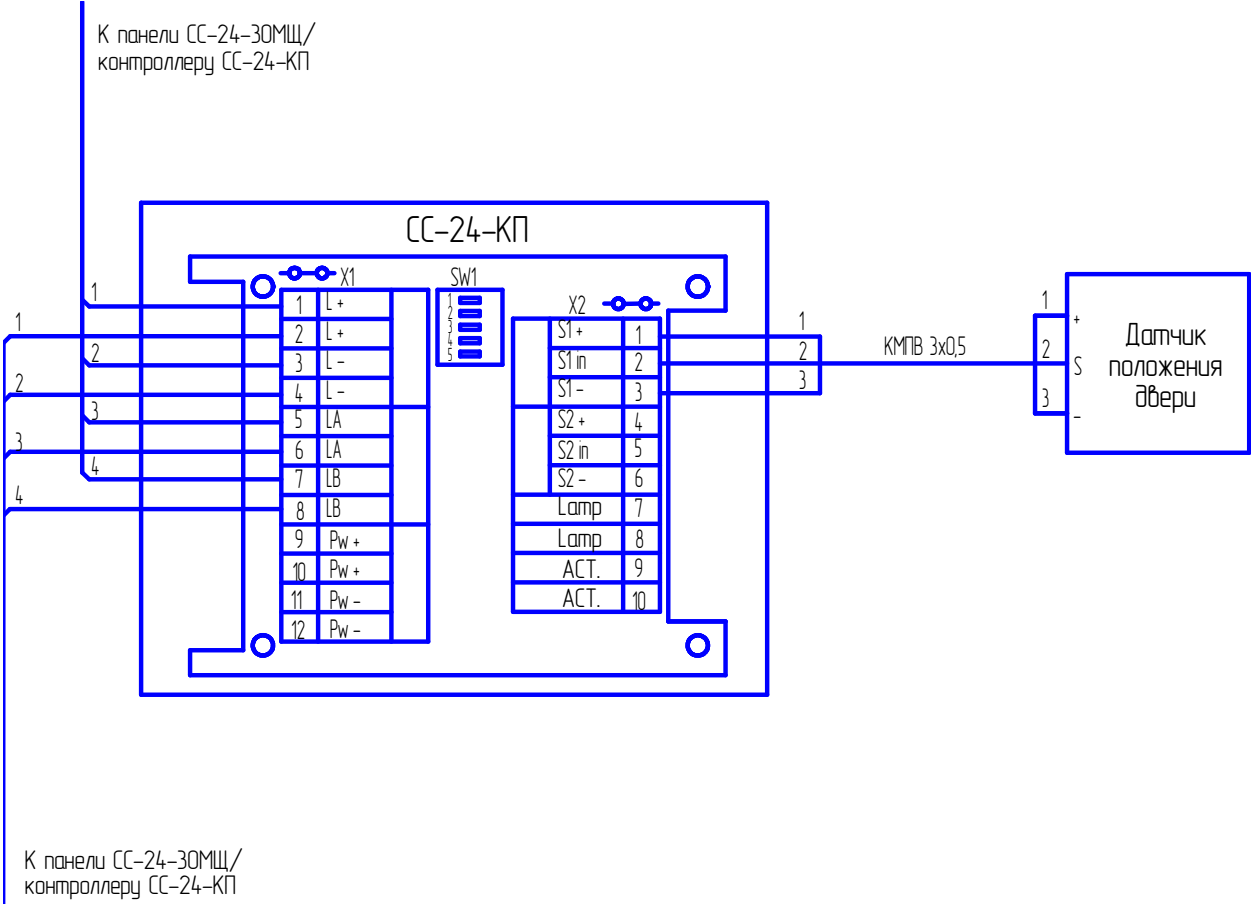 К панели СС-24-30МЩ/
контроллеру СС-24-КП
СС-24-КП
X1
SW1
X2
1
2
3
4
5
1 L +
2 L +
3 L -
4 L -
5 LA
6 LA
7 LB
8 LB
9 Pw +
10 Pw +
11 Pw -
12 Pw -
S1 + 1
S1 in 2
S1 - 3
S2 + 4
S2 in 5
S2 - 6
Lamp 7
Lamp 8
ACT. 9
ACT. 10
1
1
2
2
3
3
4
4
1
2
3
КМПВ 3x0,5
1
2
3
+
S
-
Датчик
положения
двери
К панели СС-24-30МЩ/
контроллеру СС-24-КП